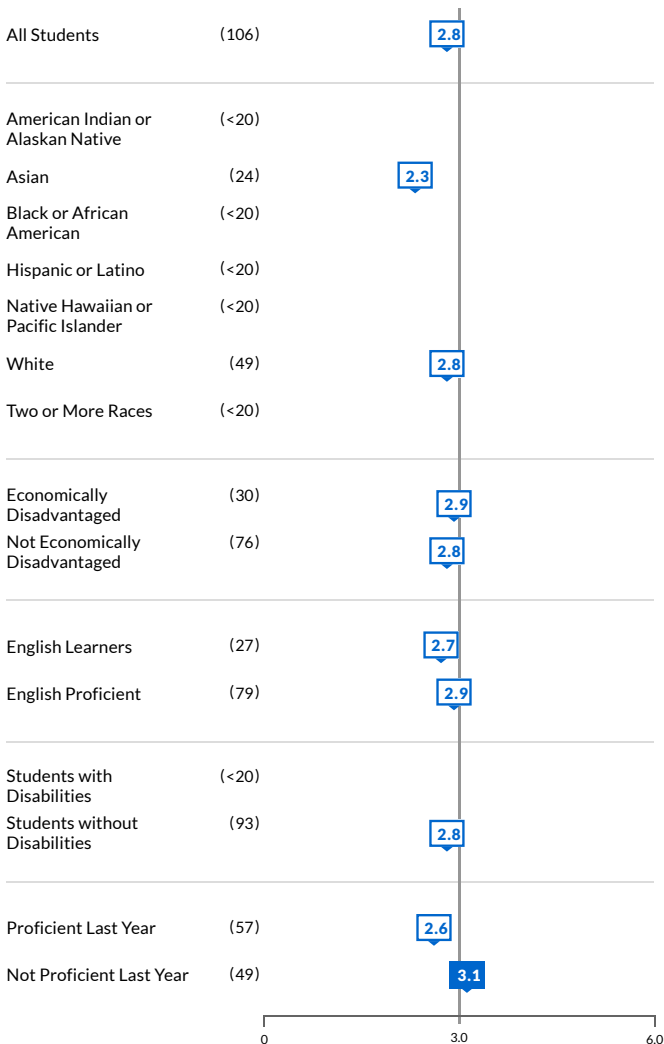 All Students (106) 2.8
American Indian or (<20)
Alaskan Native
Asian (24) 2.3
Black or African (<20)
American
Hispanic or Latino (<20)
Native Hawaiian or (<20)
Pacific Islander
White (49) 2.8
Two or More Races (<20)
Economically (30) 2.9
Disadvantaged
Not Economically (76) 2.8
Disadvantaged
English Learners (27) 2.7
English Proficient (79) 2.9
Students with (<20)
Disabilities
Students without (93) 2.8
Disabilities
Proficient Last Year (57) 2.6
Not Proficient Last Year (49) 3.1
0 3.0 6.0